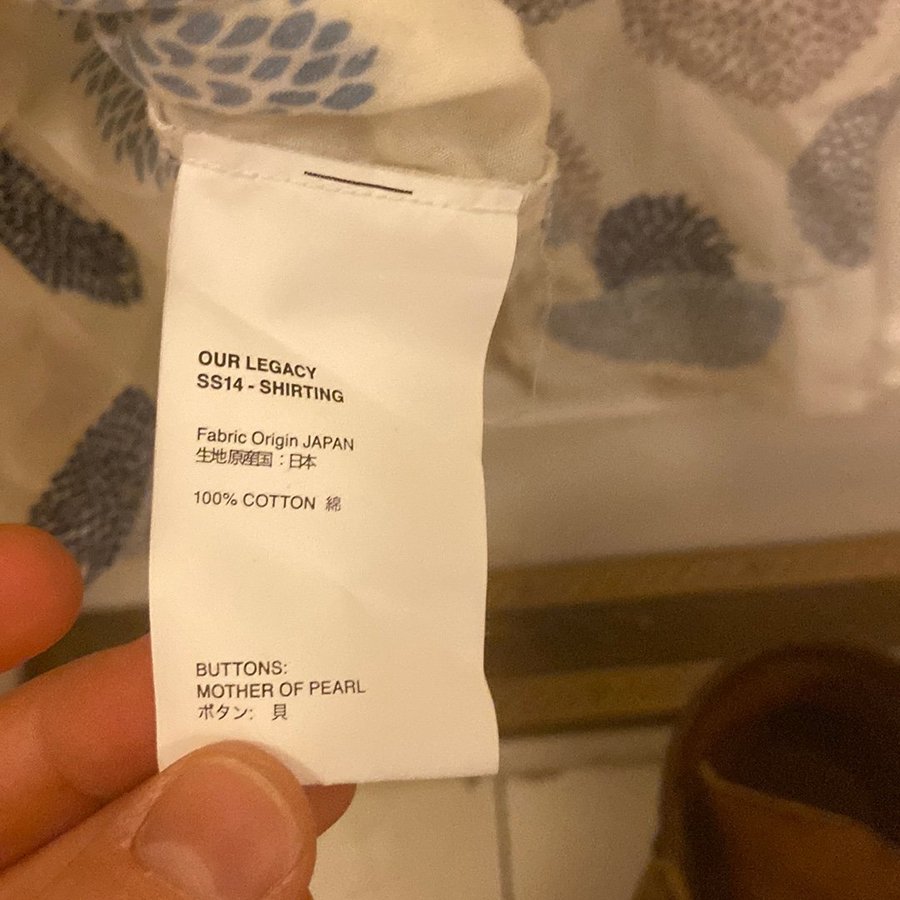 OUR LEGACY
SS14 - SHIRTING
Fabric Origin JAPAN
生地原産国：日本
100% COTTON 綿
BUTTONS:
MOTHER OF PEARL
ボタン: 貝